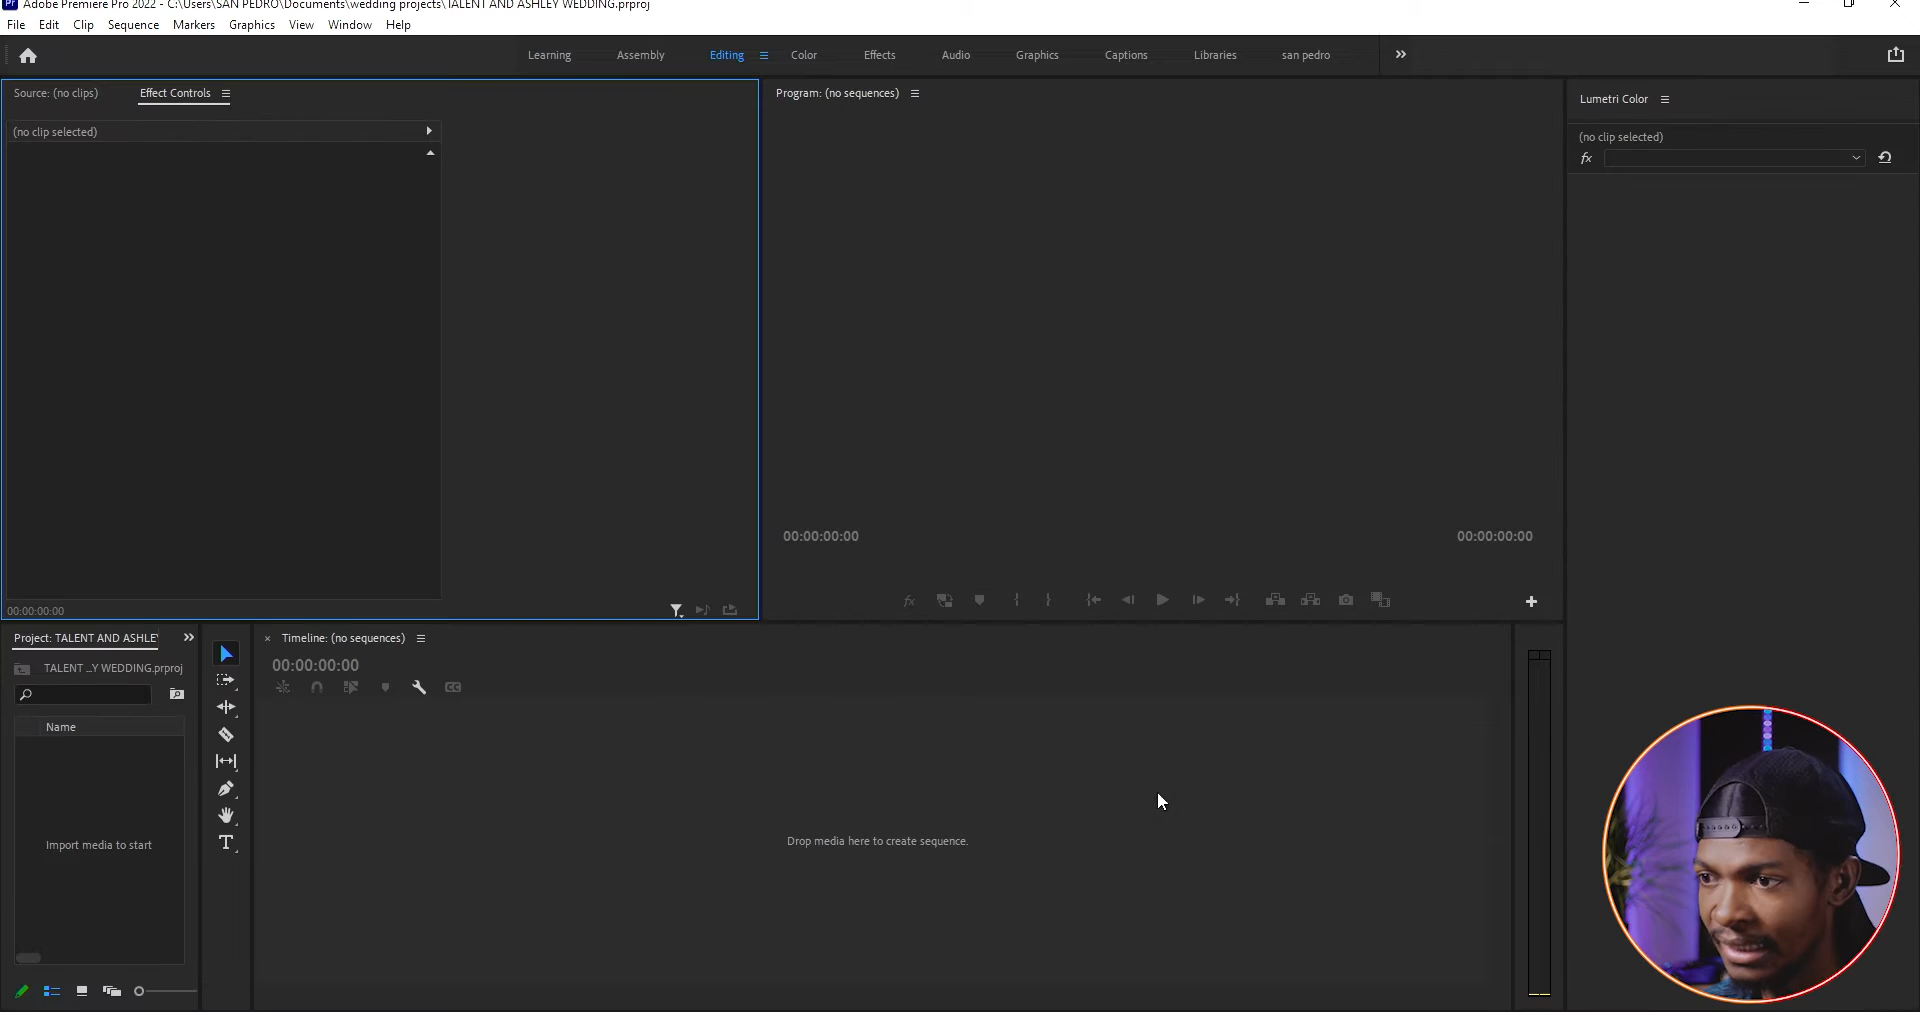 Adobe Premiere Pro 2022 - C:\Users\SAN PEDRO\Documents\wedding projects\TALENT AND ASHLEY WEDDING.prproj
File Edit Clip Sequence Markers Graphics View Window Help
Learning Assembly Editing Color Effects Audio Graphics Captions Libraries san pedro
Source: (no clips) Effect Controls
Program: (no sequences)
Lumetri Color
(no clip selected)
(no clip selected)
fx
00:00:00:00 00:00:00:00
fx
00:00:00:00
Project: TALENT AND ASHLEY
Timeline: (no sequences)
TALENT ...Y WEDDING.prproj
00:00:00:00
CC
Name
Import media to start
Drop media here to create sequence.